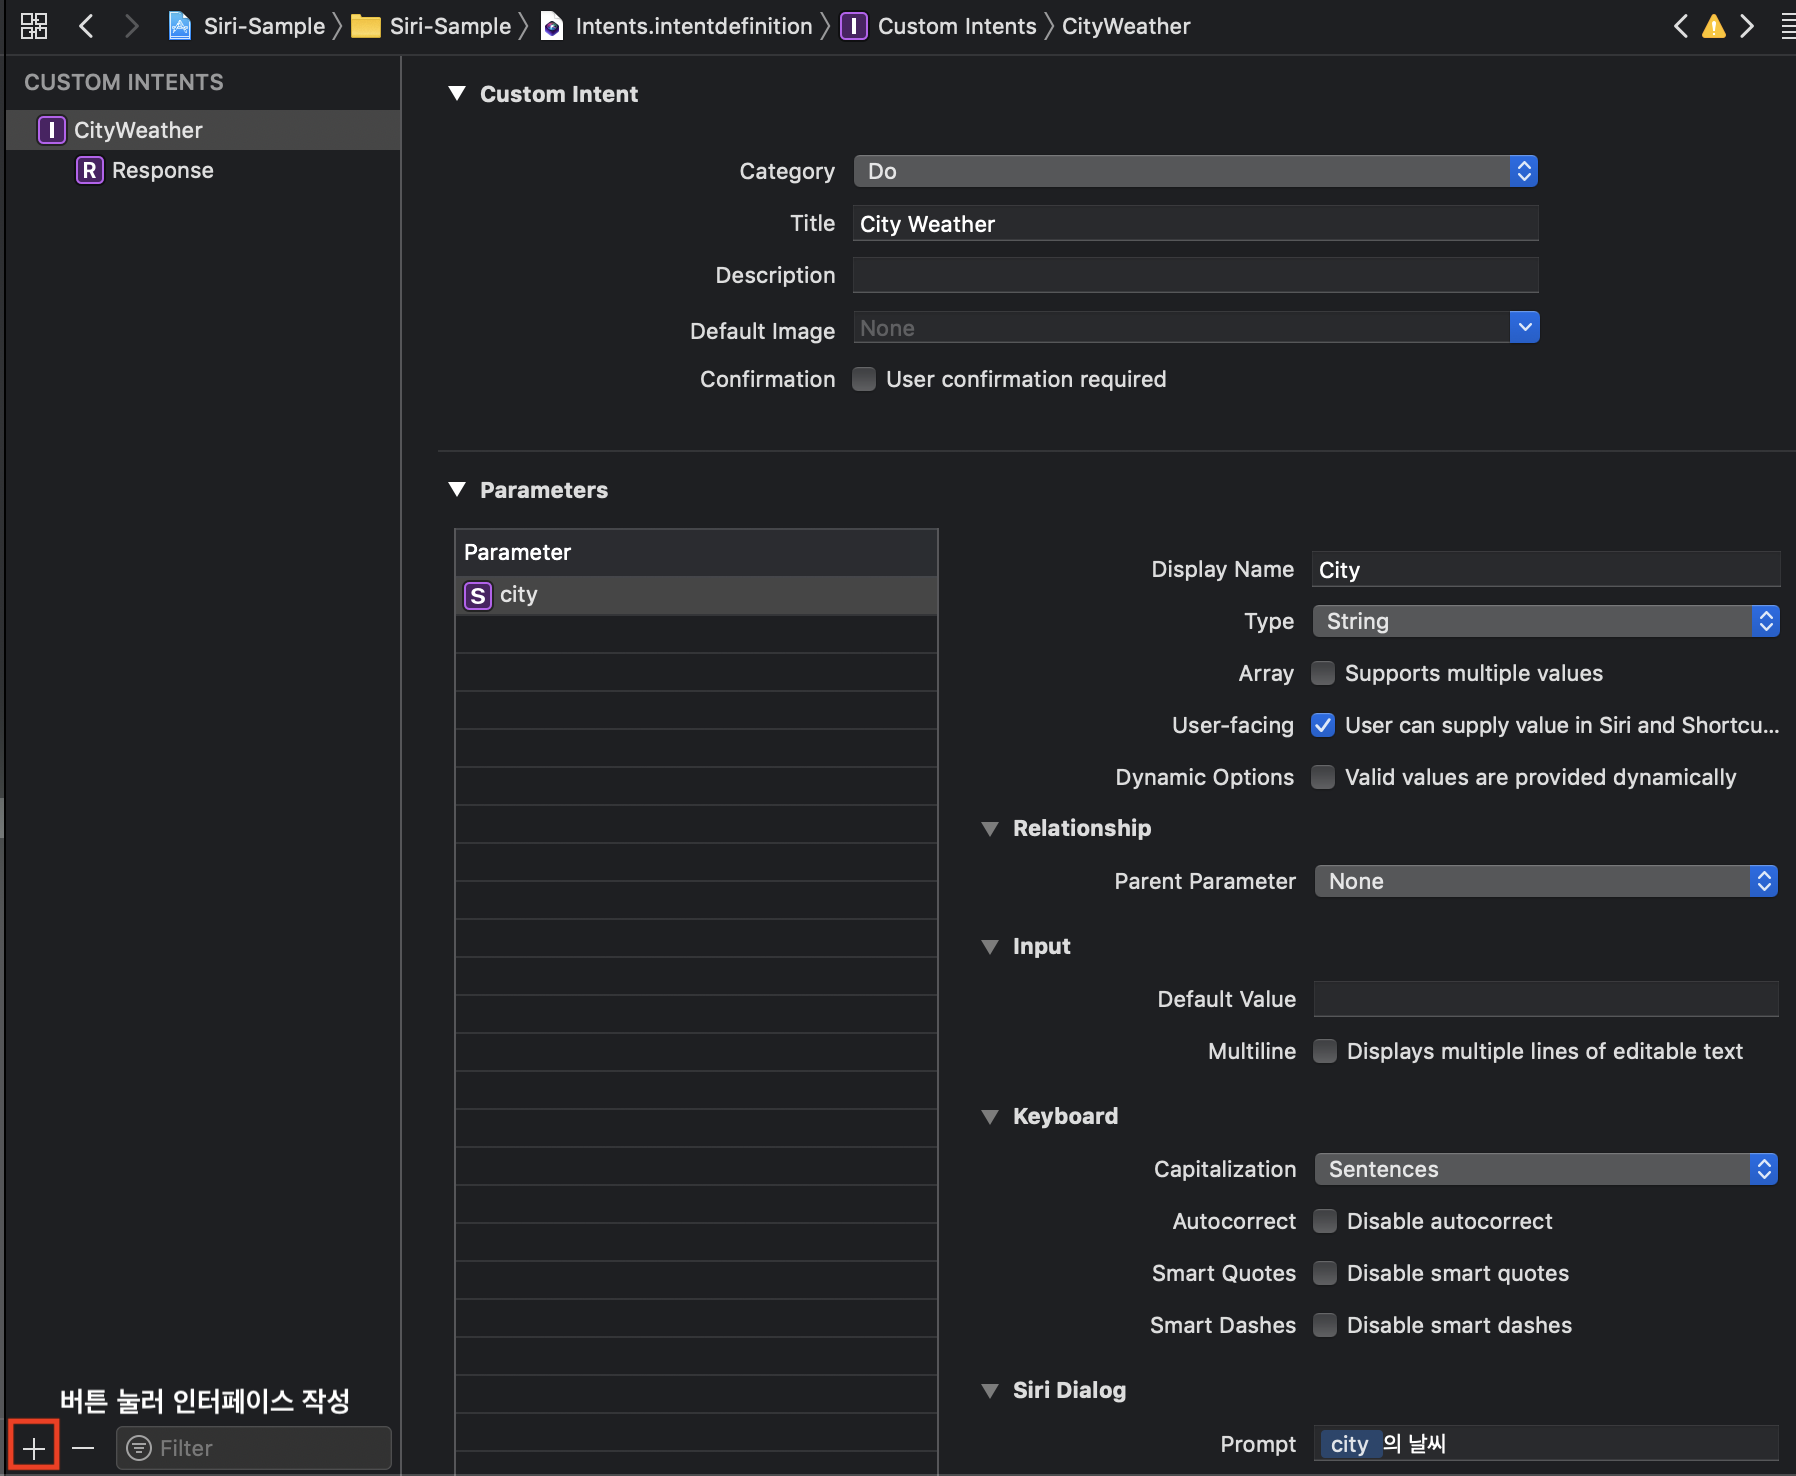 Siri-Sample 〉 Siri-Sample 〉 Intents.intentdefinition 〉 I Custom Intents 〉 CityWeather
CUSTOM INTENTS
I CityWeather
R Response
Custom Intent
Category Do
Title City Weather
Description
Default Image None
Confirmation User confirmation required
Parameters
Parameter
S city
Display Name City
Type String
Array Supports multiple values
User-facing User can supply value in Siri and Shortcu...
Dynamic Options Valid values are provided dynamically
Relationship
Parent Parameter None
Input
Default Value
Multiline Displays multiple lines of editable text
Keyboard
Capitalization Sentences
Autocorrect Disable autocorrect
Smart Quotes Disable smart quotes
Smart Dashes Disable smart dashes
Siri Dialog
Prompt city 의 날씨
버튼 눌러 인터페이스 작성
Filter